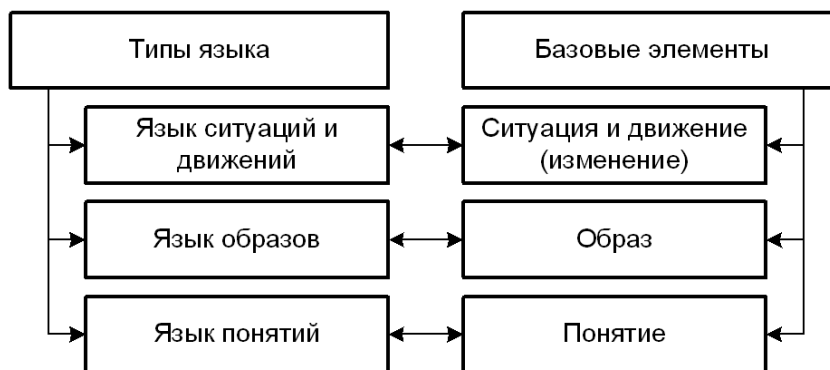 Типы языка
Базовые элементы
Язык ситуаций и
движений
Ситуация и движение
(изменение)
Язык образов
Образ
Язык понятий
Понятие